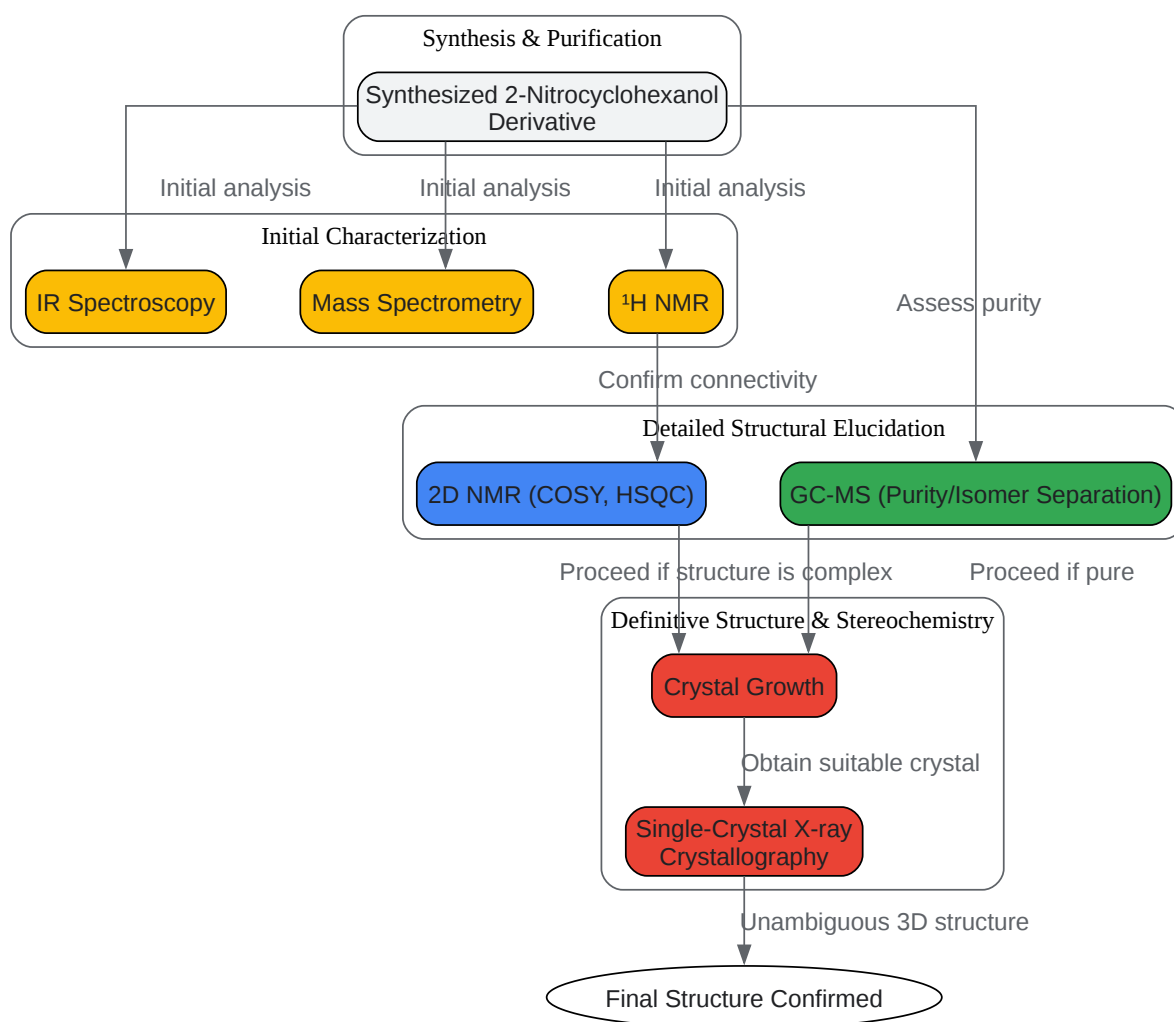 Synthesis & Purification
Synthesized 2-Nitrocyclohexanol
Derivative
Initial analysis
Initial analysis
Initial analysis
Initial Characterization
IR Spectroscopy
Mass Spectrometry
¹H NMR
Assess purity
Confirm connectivity
Detailed Structural Elucidation
2D NMR (COSY, HSQC)
GC-MS (Purity/Isomer Separation)
Proceed if structure is complex
Proceed if pure
Definitive Structure & Stereochemistry
Crystal Growth
Obtain suitable crystal
Single-Crystal X-ray
Crystallography
Unambiguous 3D structure
Final Structure Confirmed